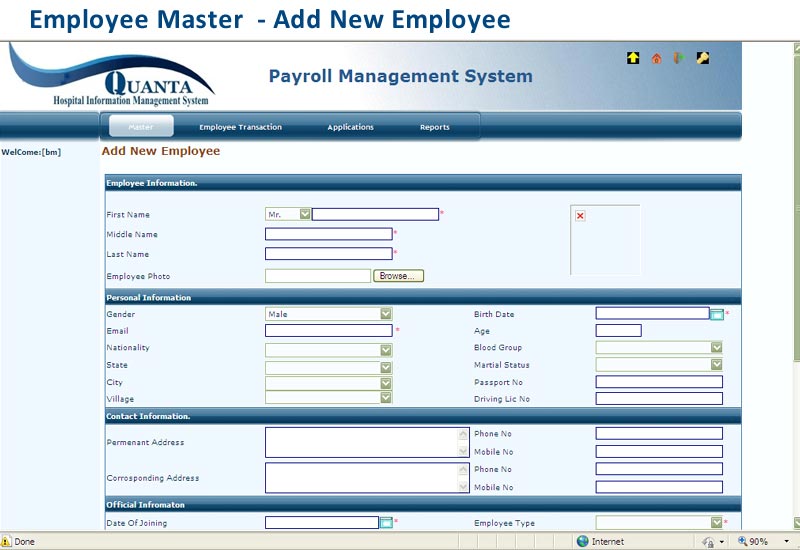 Employee Master - Add New Employee
QUANTA
Hospital Information Management System
Payroll Management System
Master Employee Transaction Applications Reports
WelCome:[bm]
Add New Employee
Employee Information.
First Name Mr. *
Middle Name *
Last Name *
Employee Photo Browse...
Personal Information
Gender Male Birth Date *
Email * Age
Nationality Blood Group
State Martial Status
City Passport No
Village Driving Lic No
Contact Information.
Permenant Address Phone No
Mobile No
Corrosponding Address Phone No
Mobile No
Official Infromaton
Date Of Joining * Employee Type *
Done Internet 90%